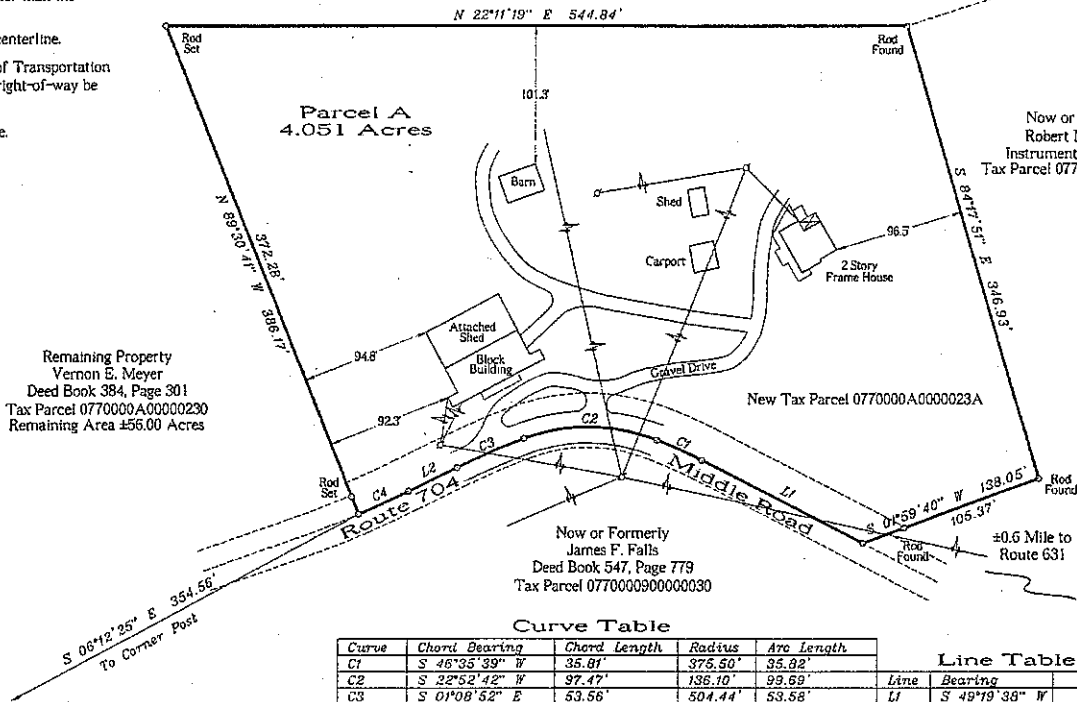 N 22°11'19" E 544.84'
centerline.
of Transportation
right-of-way be
e.
Rod
Set
Rod
Found
101.3'
Parcel A
4.051 Acres
Now or
Robert
Instrument
Tax Parcel 077
Barn
Shed
Carport
2 Story
Frame House
96.5'
S 84°17'51" E 346.93'
N 89°30'41" W
372.28'
386.17'
Attached
Shed
Block
Building
94.8'
92.3'
Gravel Drive
Remaining Property
Vernon E. Meyer
Deed Book 384, Page 301
Tax Parcel 0770000A00000230
Remaining Area ±56.00 Acres
New Tax Parcel 0770000A0000023A
C2
C3
C1
L2
C4
L1
Rod
Set
Route 704
Middle Road
S 01°59'40" W 138.05'
105.37'
Rod
Found
Rod
Found
±0.6 Mile to
Route 631
Now or Formerly
James F. Falls
Deed Book 547, Page 779
Tax Parcel 0770000900000030
S 06°12'25" E 354.56'
To Corner Post
Curve Table
Curve Chord Bearing Chord Length Radius Arc Length
C1 S 46°35'39" W 35.81' 375.50' 35.82'
C2 S 22°52'42" W 97.47' 136.10' 99.69'
C3 S 01°08'52" E 53.56' 504.44' 53.58'
Line Table
Line Bearing
L1 S 49°19'38" W